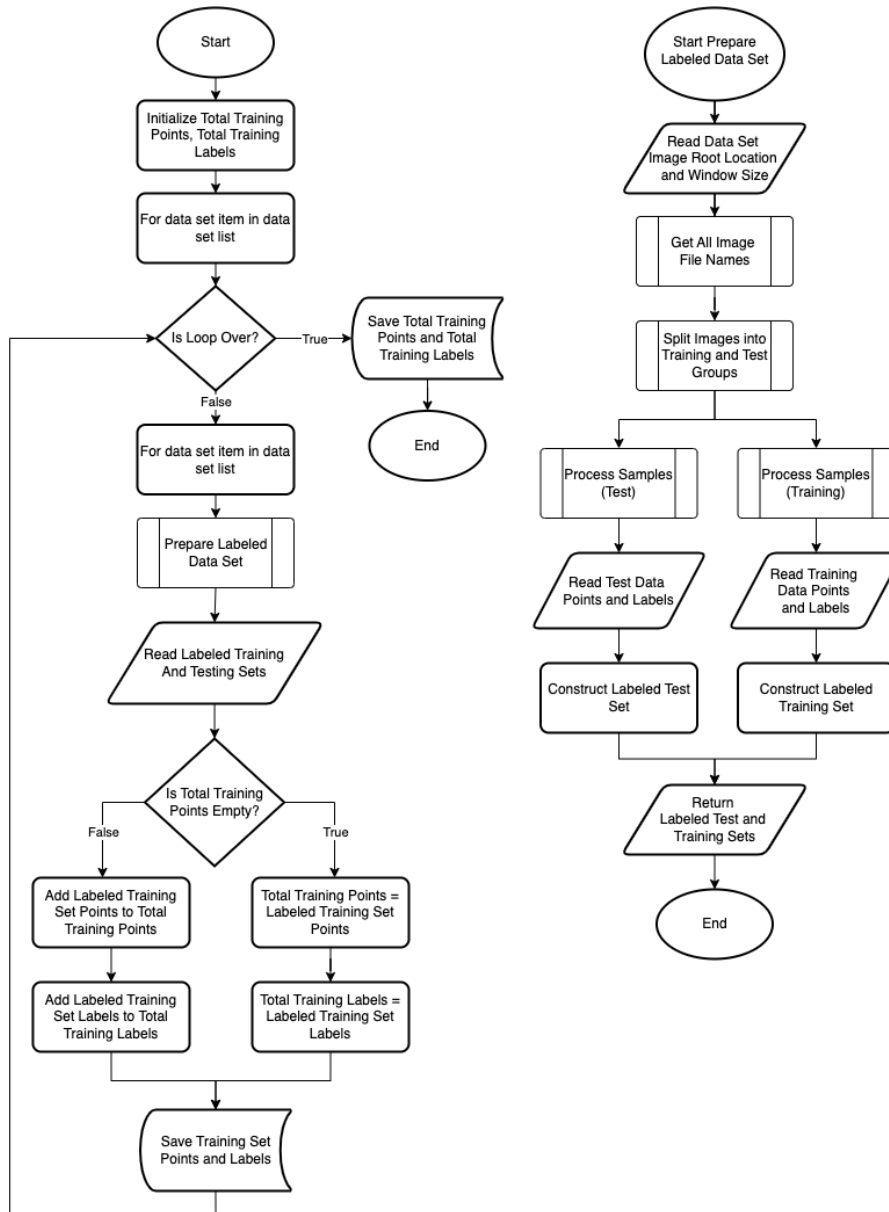 Start
Initialize Total Training
Points, Total Training
Labels
For data set item in data
set list
Is Loop Over?
True
Save Total Training
Points and Total
Training Labels
End
False
For data set item in data
set list
Prepare Labeled
Data Set
Read Labeled Training
And Testing Sets
Is Total Training
Points Empty?
False
True
Add Labeled Training
Set Points to Total
Training Points
Total Training Points =
Labeled Training Set
Points
Add Labeled Training
Set Labels to Total
Training Labels
Total Training Labels =
Labeled Training Set
Labels
Save Training Set
Points and Labels
Start Prepare
Labeled Data Set
Read Data Set
Image Root Location
and Window Size
Get All Image
File Names
Split Images into
Training and Test
Groups
Process Samples
(Test)
Process Samples
(Training)
Read Test Data
Points and Labels
Read Training
Data Points
and Labels
Construct Labeled Test
Set
Construct Labeled
Training Set
Return
Labeled Test and
Training Sets
End